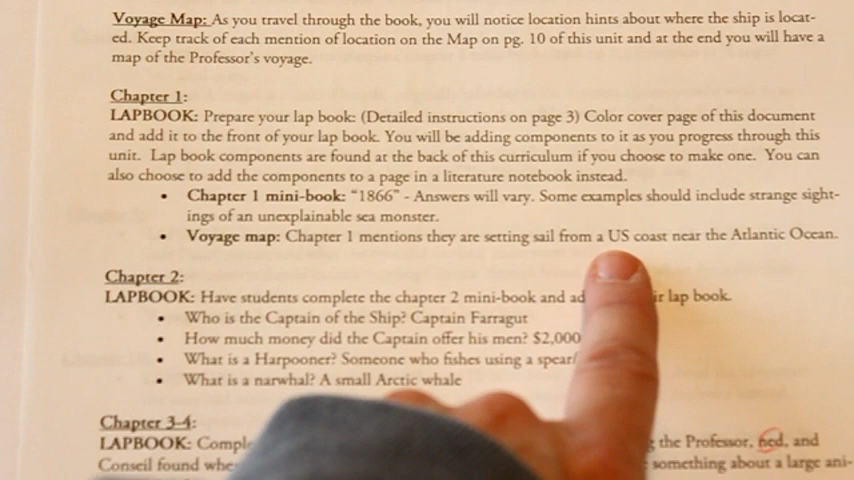 Voyage Map: As you travel through the book, you will notice location hints about where the ship is locat-
ed. Keep track of each mention of location on the Map on pg. 10 of this unit and at the end you will have a
map of the Professor's voyage.
Chapter 1:
LAPBOOK: Prepare your lap book: (Detailed instructions on page 3) Color cover page of this document
and add it to the front of your lap book. You will be adding components to it as you progress through this
unit. Lap book components are found at the back of this curriculum if you choose to make one. You can
also choose to add the components to a page in a literature notebook instead.
• Chapter 1 mini-book: "1866" - Answers will vary. Some examples should include strange sight-
ings of an unexplainable sea monster.
• Voyage map: Chapter 1 mentions they are setting sail from a US coast near the Atlantic Ocean.
Chapter 2:
LAPBOOK: Have students complete the chapter 2 mini-book and ad ir lap book.
• Who is the Captain of the Ship? Captain Farragut
• How much money did the Captain offer his men? $2,000
• What is a Harpooner? Someone who fishes using a spear/
• What is a narwhal? A small Arctic whale
Chapter 3-4:
LAPBOOK: Comple the Professor, ned, and
Conseil found whe something about a large ani-